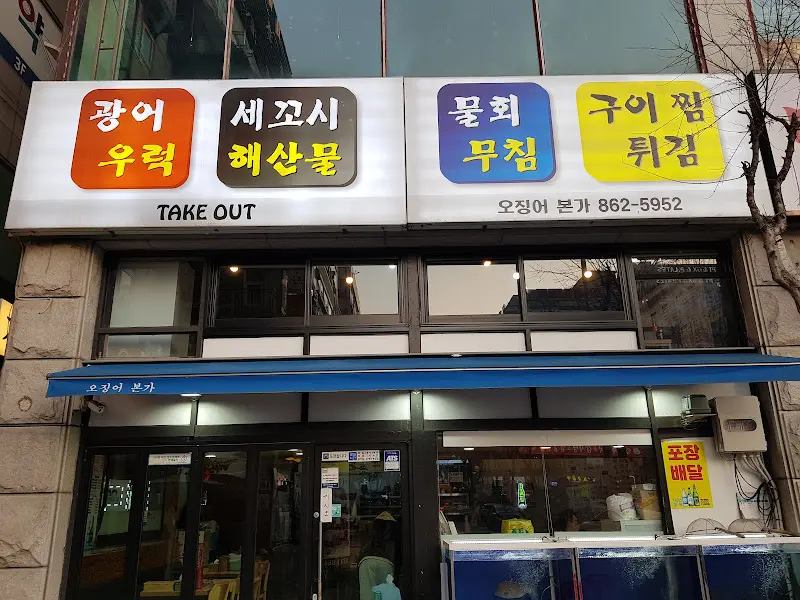 광어
우럭
세꼬시
해산물
TAKE OUT
물회
무침
구이 찜
튀김
오징어 본가 862-5952
오징어 본가
포장
배달
3F